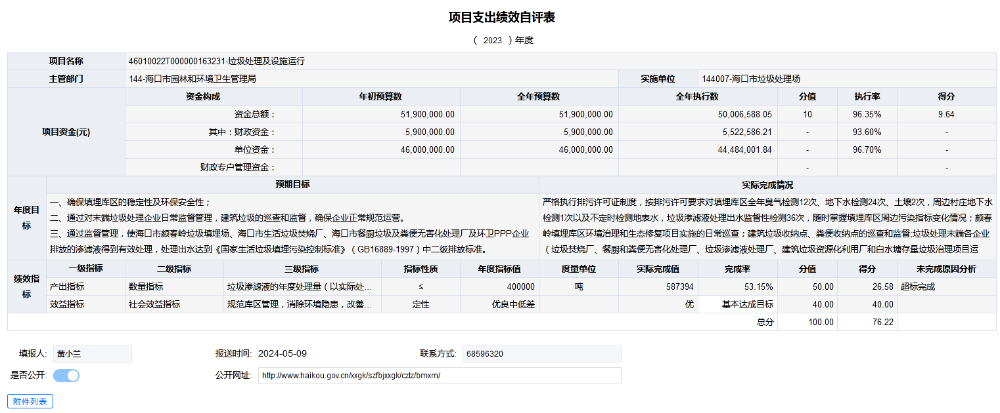 项目支出绩效自评表
（ 2023 ）年度
项目名称 46010022T000000163231-垃圾处理及设施运行
主管部门 144-海口市园林和环境卫生管理局 实施单位 144007-海口市垃圾处理场
项目资金(元) 资金构成 年初预算数 全年预算数 全年执行数 分值 执行率 得分
资金总额： 51,900,000.00 51,900,000.00 50,006,588.05 10 96.35% 9.64
其中：财政资金： 5,900,000.00 5,900,000.00 5,522,586.21 - 93.60% -
单位资金： 46,000,000.00 46,000,000.00 44,484,001.84 - 96.70% -
财政专户管理资金： - -
年度目标 预期目标 实际完成情况
一、确保填埋库区的稳定性及环保安全性；
二、通过对末端垃圾处理企业日常监督管理，建筑垃圾的巡查和监督，确保企业正常规范运营。
三、通过监督管理，使海口市颜春岭垃圾填埋场、海口市生活垃圾焚烧厂、海口市餐厨垃圾及粪便无害化处理厂及环卫PPP企业
排放的渗滤液得到有效处理，处理出水达到《国家生活垃圾填埋污染控制标准》（GB16889-1997）中二级排放标准。
严格执行排污许可证制度，按排污许可要求对填埋库区全年臭气检测12次、地下水检测24次、土壤2次，周边村庄地下水
检测1次以及不定时检测地表水，垃圾渗滤液处理出水监督性检测36次，随时掌握填埋库区周边污染指标变化情况；颜春
岭填埋库区环境治理和生态修复项目实施的日常巡查；建筑垃圾收纳点、粪便收纳点的巡查和监督;垃圾处理末端各企业
（垃圾焚烧厂、餐厨和粪便无害化处理厂、垃圾渗滤液处理厂、建筑垃圾资源化利用厂和白水塘存量垃圾治理项目运
绩效指标 一级指标 二级指标 三级指标 指标性质 年度指标值 度量单位 实际完成值 完成率 分值 得分 未完成原因分析
产出指标 数量指标 垃圾渗滤液的年度处理量（以实际处... ≤ 400000 吨 587394 53.15% 50.00 26.58 超标完成
效益指标 社会效益指标 规范库区管理，消除环境隐患，改善... 定性 优良中低差 优 基本达成目标 40.00 40.00
总分 100.00 76.22
填报人: 黄小兰 报送时间: 2024-05-09 联系方式: 68596320
是否公开: 公开网址: http://www.haikou.gov.cn/xxgk/szfbjxxgk/cztz/bmxm/
附件列表